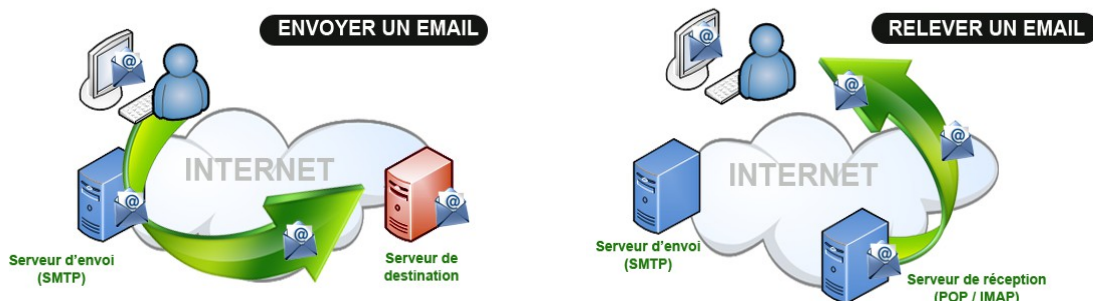 ENVOYER UN EMAIL
INTERNET
Serveur d'envoi
(SMTP)
Serveur de
destination
RELEVER UN EMAIL
INTERNET
Serveur d'envoi
(SMTP)
Serveur de réception
(POP / IMAP)